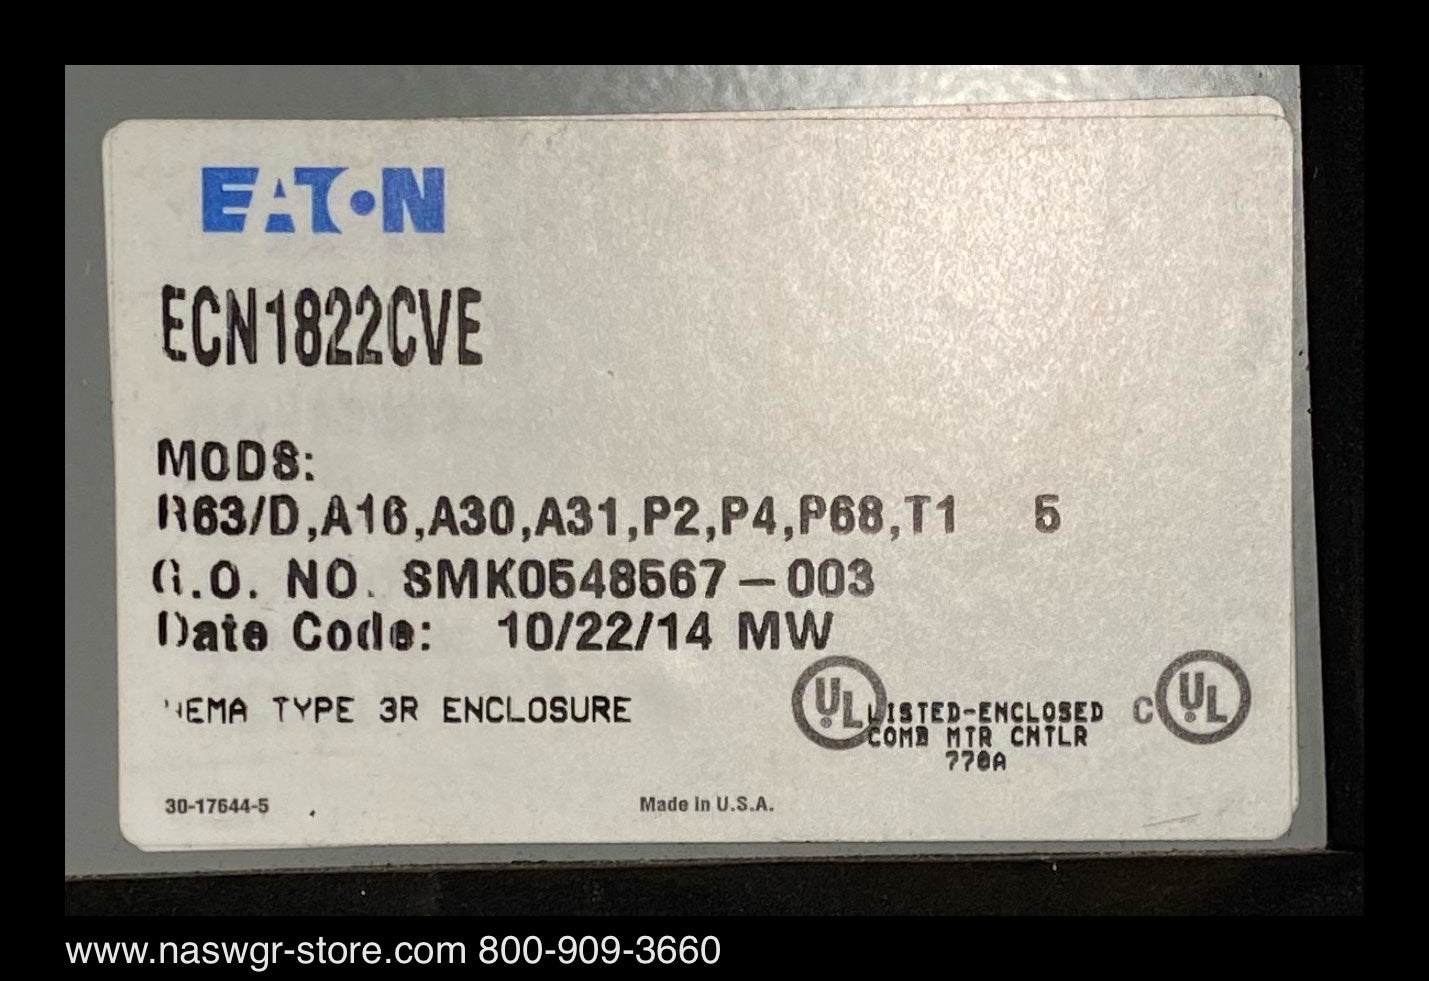 EATON
ECN1822CVE
MODS:
R63/D,A16,A30,A31,P2,P4,P68,T1 5
G.O. NO. SMK0548567-003
Date Code: 10/22/14 MW
NEMA TYPE 3R ENCLOSURE
UL LISTED-ENCLOSED C UL
COMB MTR CNTLR
770A
30-17644-5
Made in U.S.A.
www.naswgr-store.com 800-909-3660